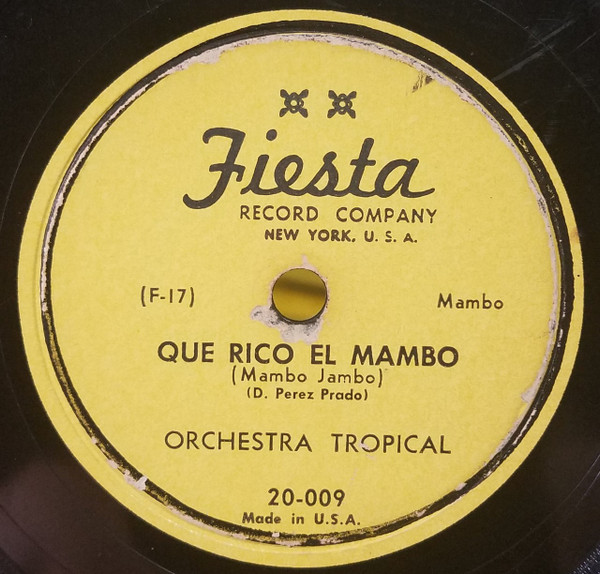 Fiesta
RECORD COMPANY
NEW YORK, U. S. A.
(F-17)
Mambo
QUE RICO EL MAMBO
(Mambo Jambo)
(D. Perez Prado)
ORCHESTRA TROPICAL
20-009
Made in U.S.A.